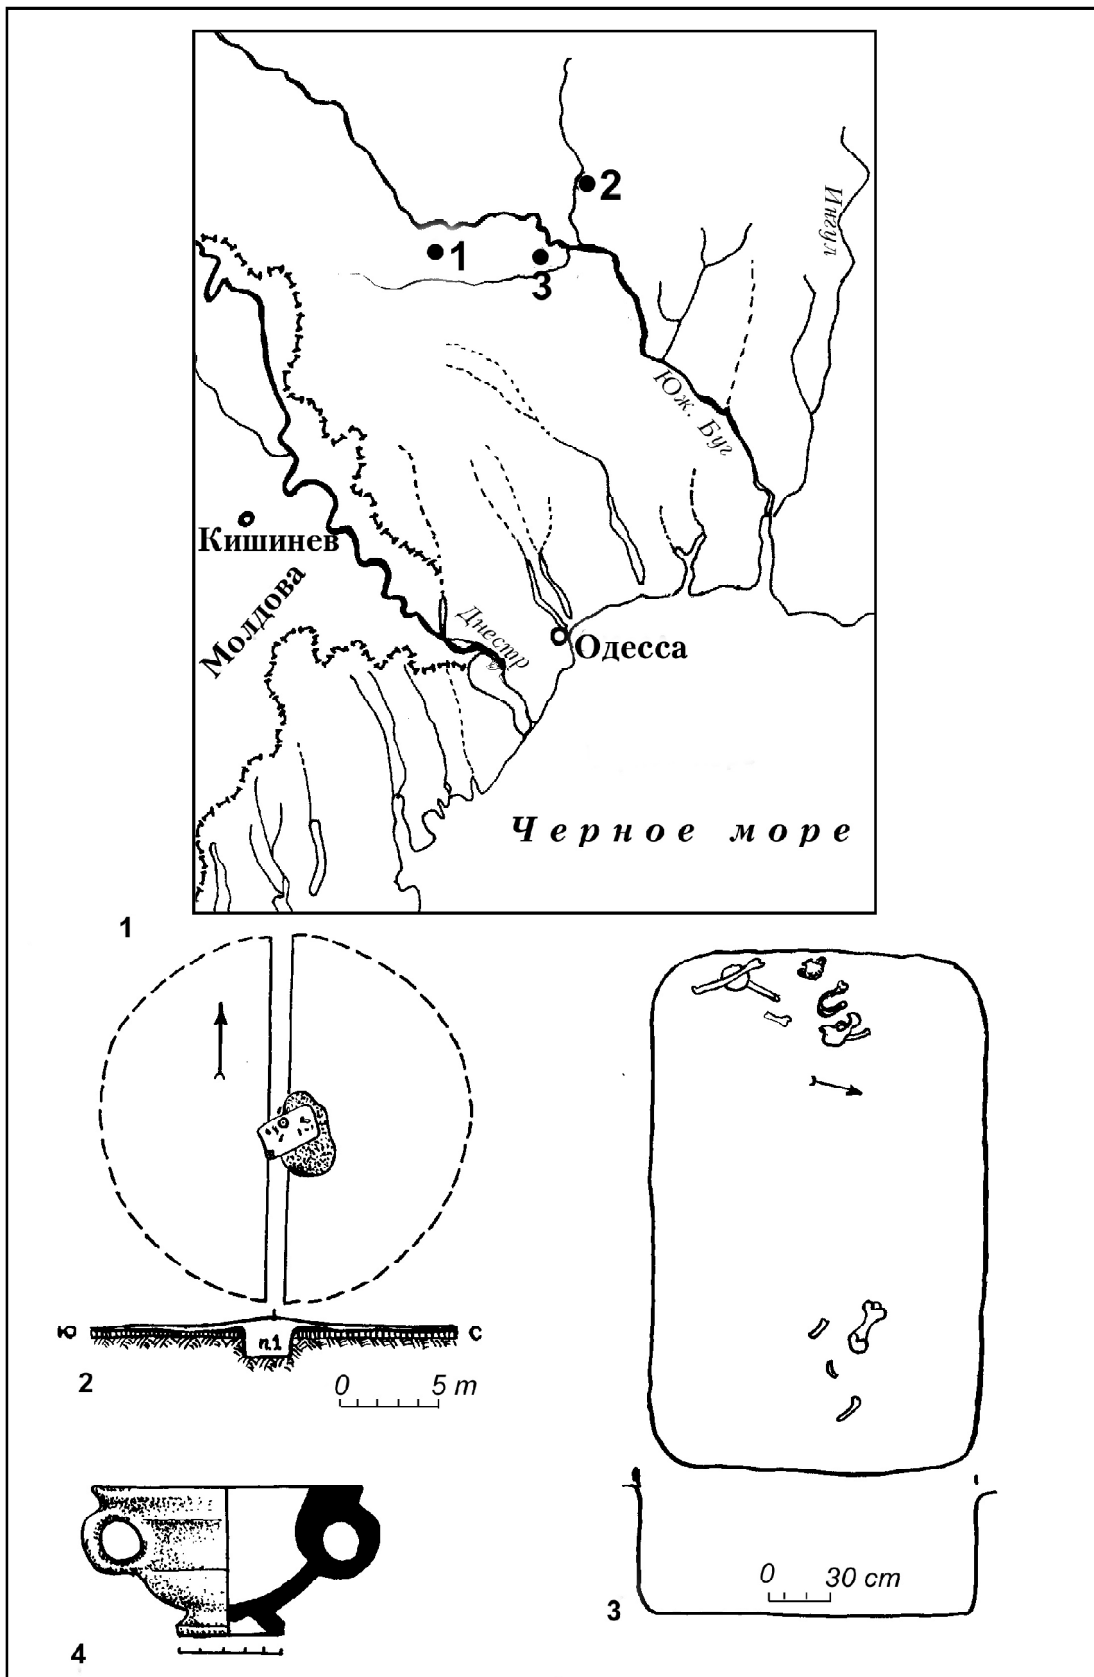 2
1
3
Ингул
Юж. Буг
Кишинев
Молдова
Днестр
Одесса
Черное море
1
Ю
п.1
С
2
0 5 m
0 30 cm
3
4